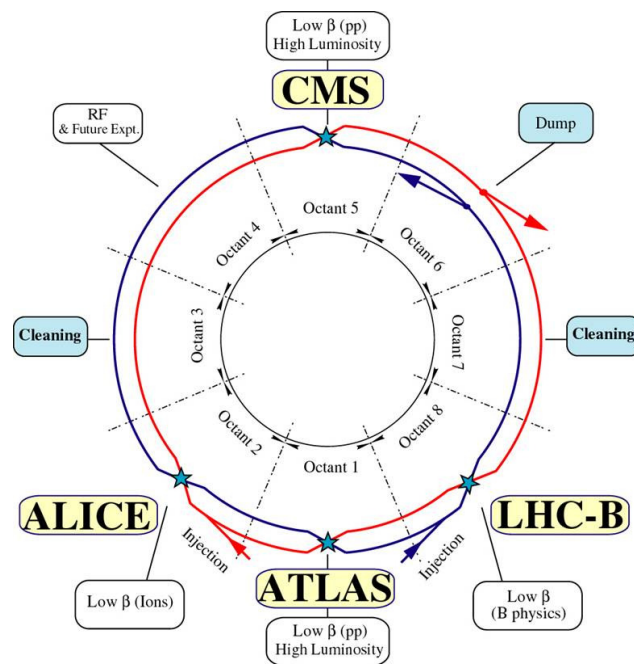 Low β (pp)
High Luminosity
CMS
RF
& Future Expt.
Dump
Octant 5
Octant 4
Octant 6
Octant 3
Octant 7
Cleaning
Cleaning
Octant 2
Octant 8
Octant 1
ALICE
LHC-B
Injection
Injection
ATLAS
Low β (Ions)
Low β
(B physics)
Low β (pp)
High Luminosity